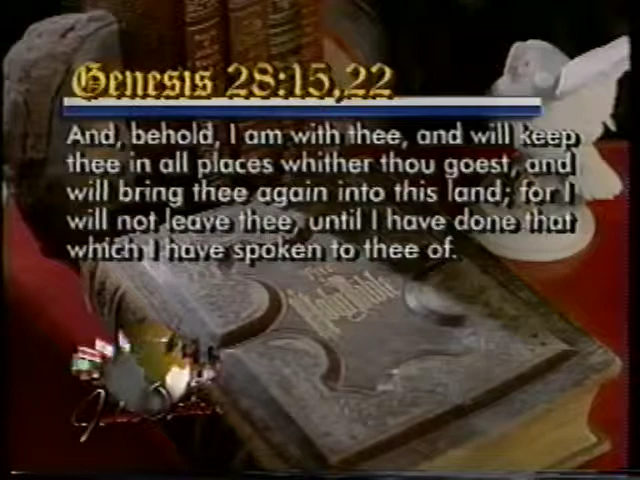 Genesis 28:15,22
And, behold, I am with thee, and will keep
thee in all places whither thou goest, and
will bring thee again into this land; for I
will not leave thee, until I have done that
which I have spoken to thee of.
The
Holy Bible